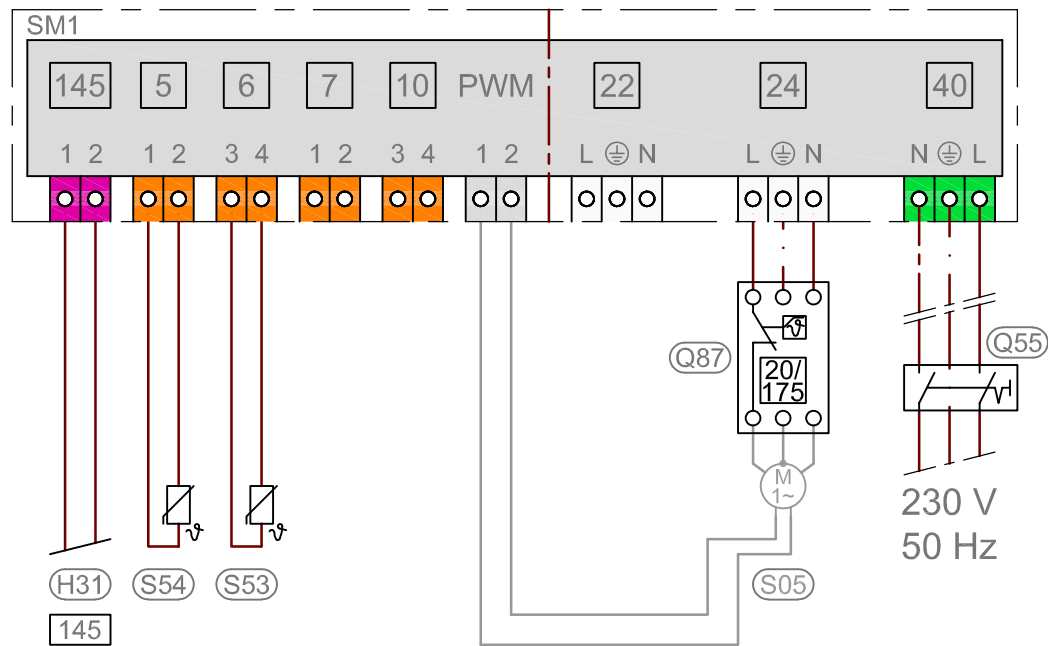 SM1
145 5 6 7 10 PWM 22 24 40
1 2 1 2 3 4 1 2 3 4 1 2 L N L N N L
Q87
20/
175
Q55
M
1~
ϑ ϑ
230 V
50 Hz
H31 S54 S53 S05
145